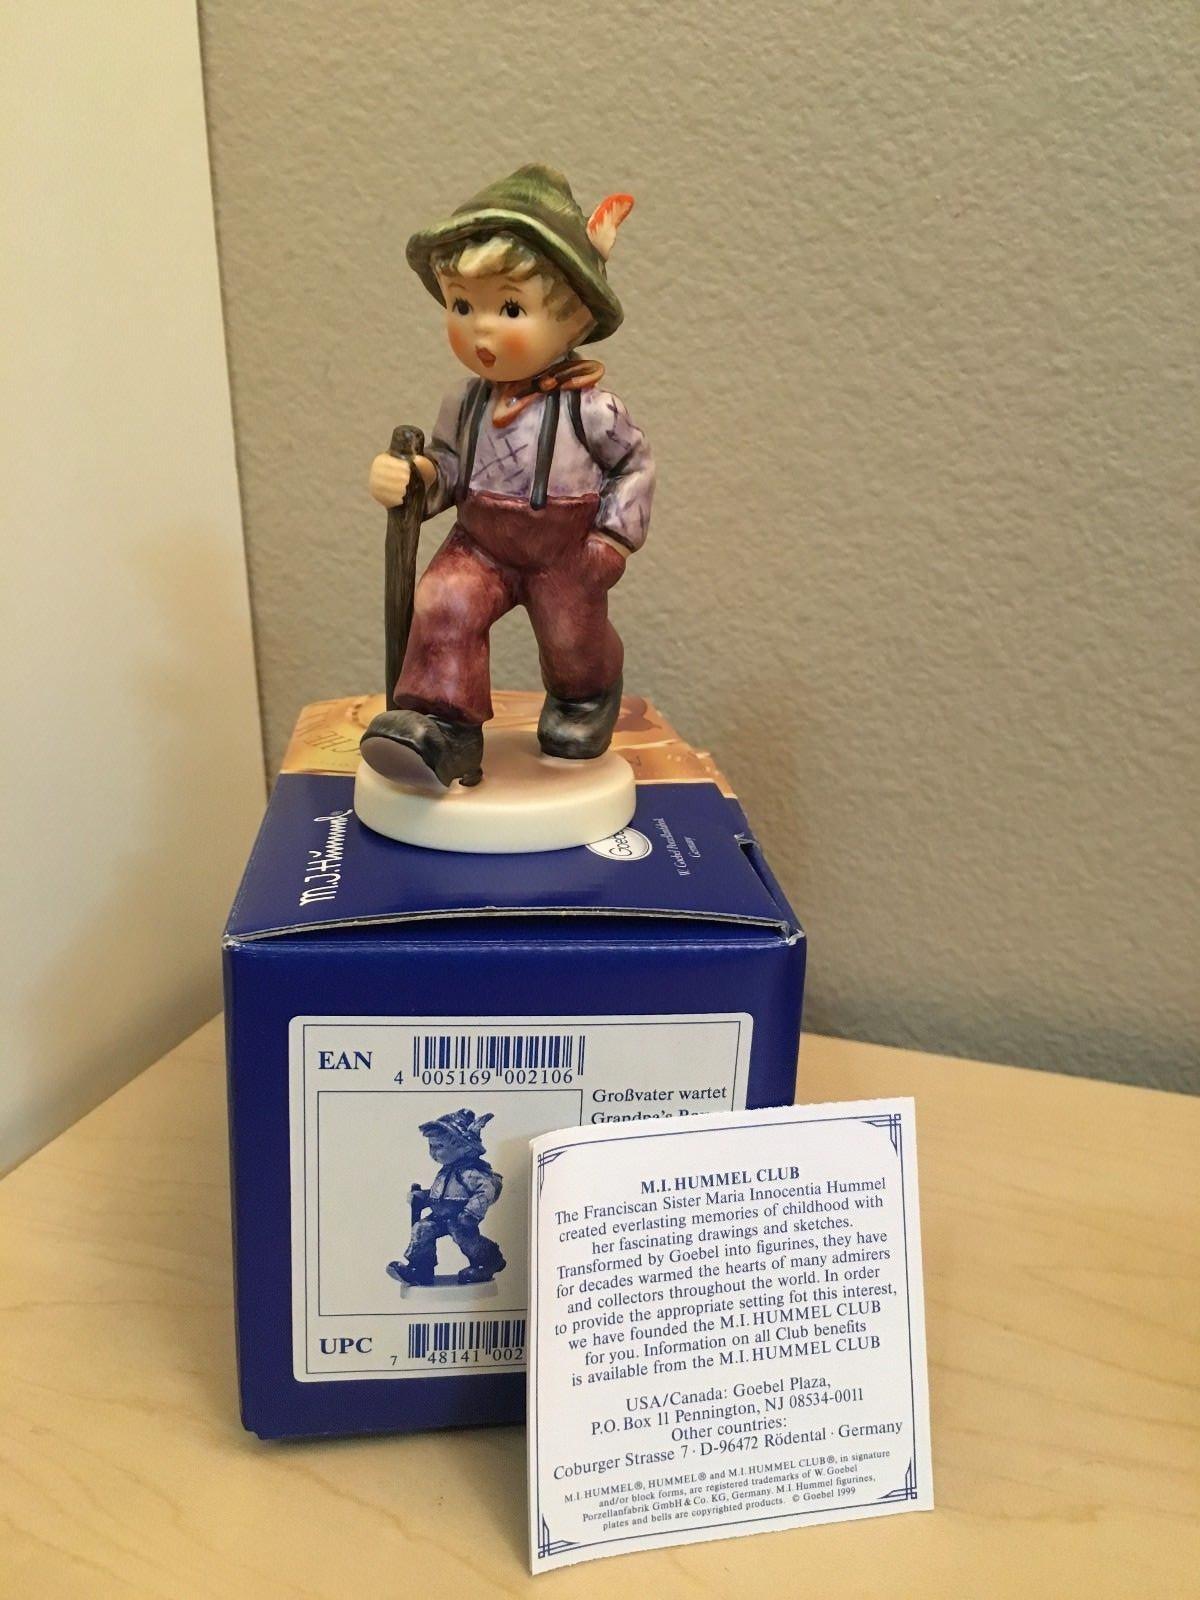 M.J.Hümmel®
Goebel
W. Goebel Porzellanfabrik
Germany
EAN
4 005169 002106
Großvater wartet
Grandpa's
UPC
7 48141 002
M.I. HUMMEL CLUB
The Franciscan Sister Maria Innocentia Hummel
created everlasting memories of childhood with
her fascinating drawings and sketches.
Transformed by Goebel into figurines, they have
for decades warmed the hearts of many admirers
and collectors throughout the world. In order
to provide the appropriate setting fot this interest,
we have founded the M.I. HUMMEL CLUB
for you. Information on all Club benefits
is available from the M.I. HUMMEL CLUB
USA/Canada: Goebel Plaza,
P.O. Box 11 Pennington, NJ 08534-0011
Other countries:
Coburger Strasse 7 · D-96472 Rödental · Germany
M.I. HUMMEL®, HUMMEL® and M.I. HUMMEL CLUB®, in signature
and/or block forms, are registered trademarks of W. Goebel
Porzellanfabrik GmbH & Co. KG, Germany. M.I. Hummel figurines,
plates and bells are copyrighted products. © Goebel 1999